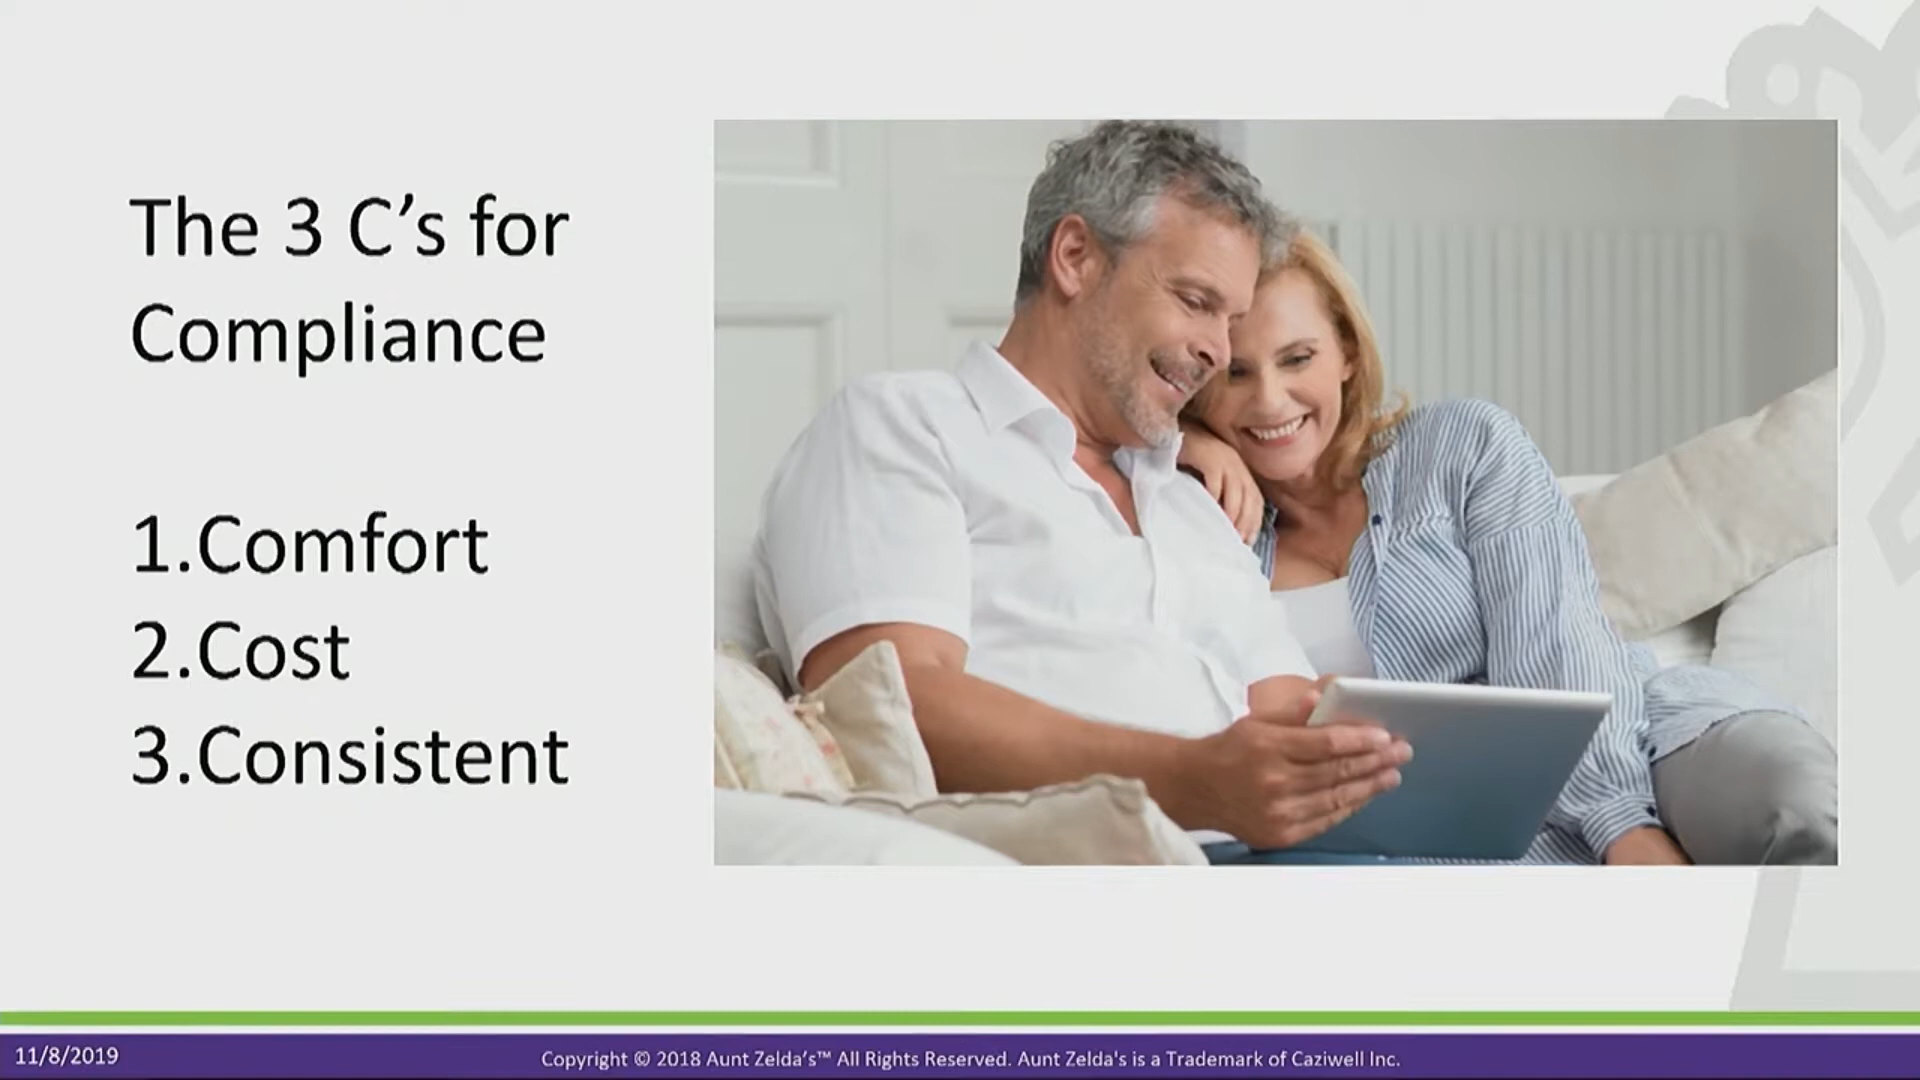 The 3 C’s for
Compliance
1.Comfort
2.Cost
3.Consistent
11/8/2019
Copyright © 2018 Aunt Zelda’s™ All Rights Reserved. Aunt Zelda's is a Trademark of Caziwell Inc.